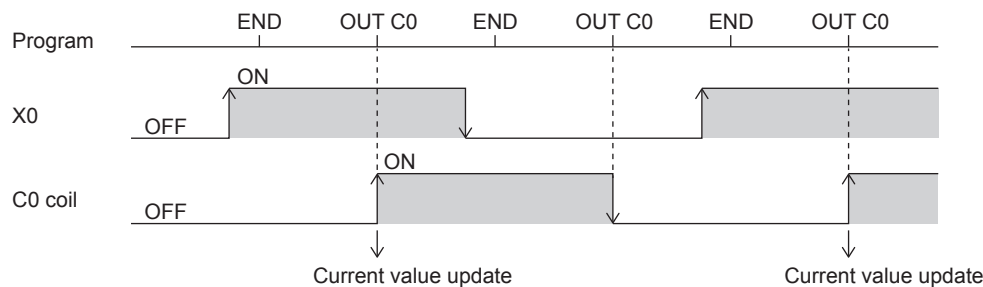 END OUT C0 END OUT C0 END OUT C0
Program
ON
X0
OFF
ON
C0 coil
OFF
Current value update Current value update